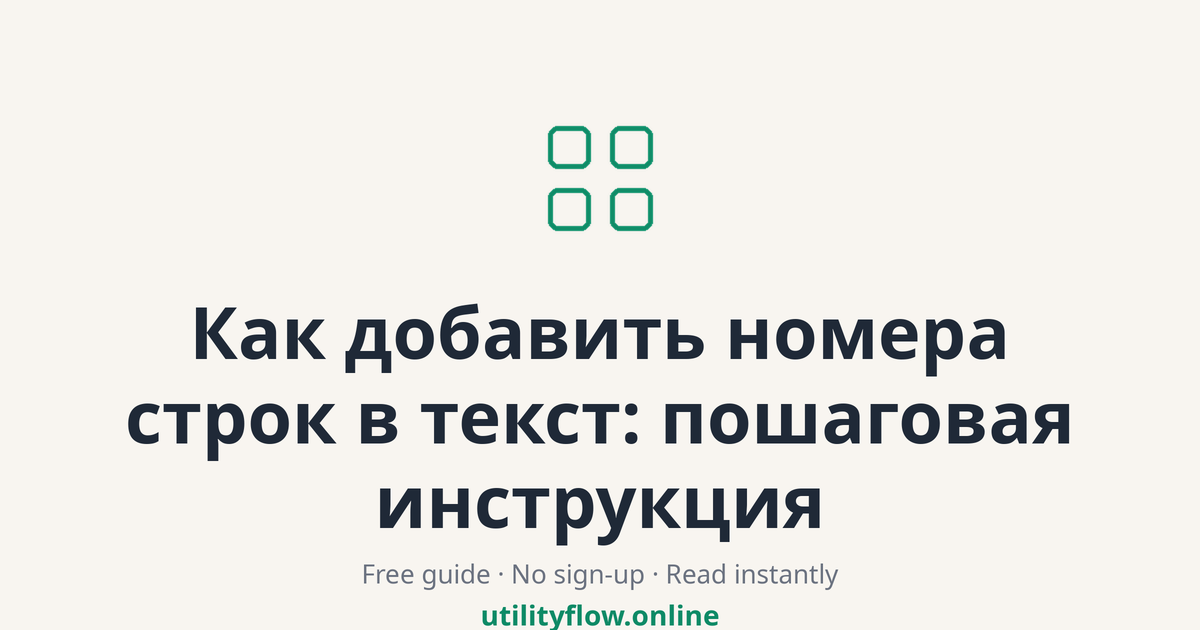 Как добавить номера
строк в текст: пошаговая
инструкция
Free guide · No sign-up · Read instantly
utilityflow.online